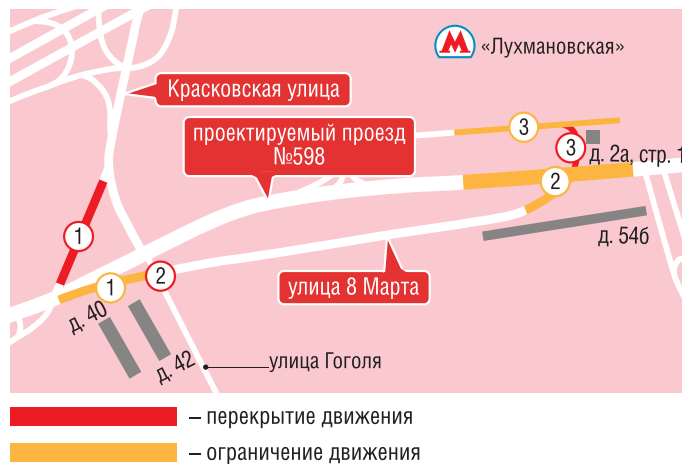 М «Лухмановская»
Красковская улица
проектируемый проезд
№598
3
3
д. 2а, стр. 1
2
1
д. 54б
1
2
улица 8 Марта
д. 40
д. 42
улица Гоголя
– перекрытие движения
– ограничение движения